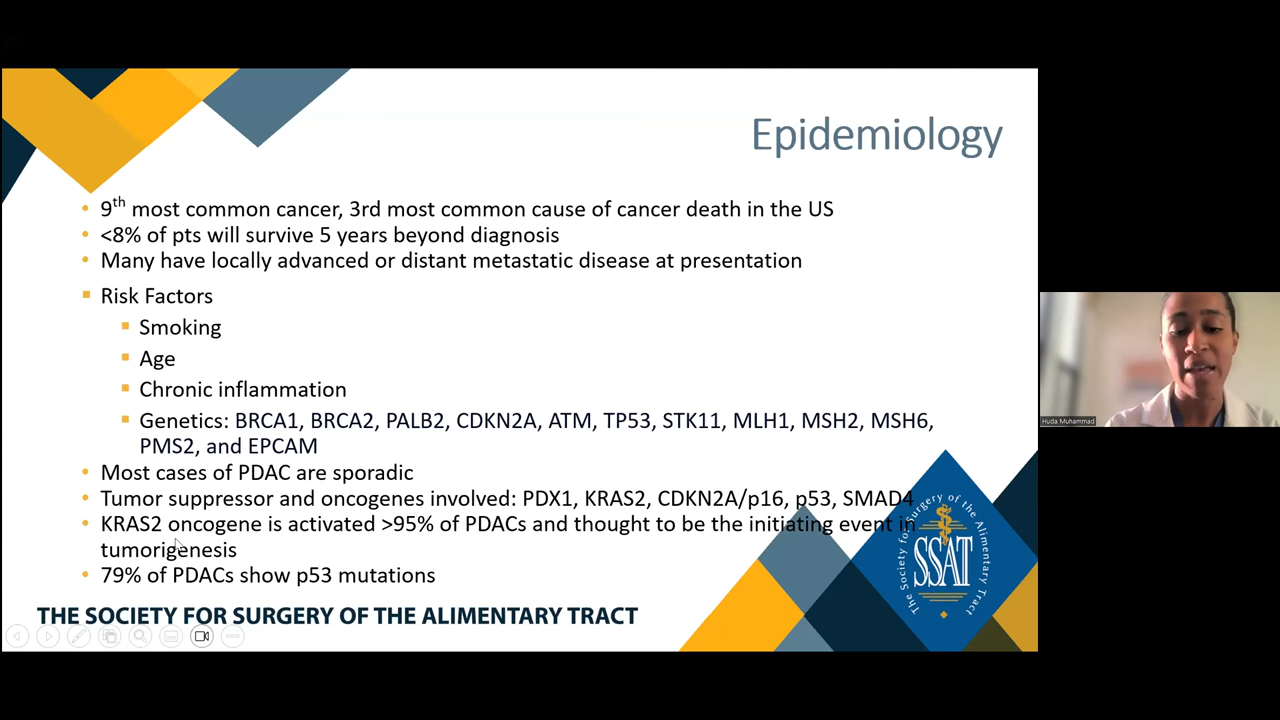 Epidemiology
9th most common cancer, 3rd most common cause of cancer death in the US
<8% of pts will survive 5 years beyond diagnosis
Many have locally advanced or distant metastatic disease at presentation
Risk Factors
Smoking
Age
Chronic inflammation
Genetics: BRCA1, BRCA2, PALB2, CDKN2A, ATM, TP53, STK11, MLH1, MSH2, MSH6,
PMS2, and EPCAM
Most cases of PDAC are sporadic
Tumor suppressor and oncogenes involved: PDX1, KRAS2, CDKN2A/p16, p53, SMAD4
KRAS2 oncogene is activated >95% of PDACs and thought to be the initiating event in
tumorigenesis
79% of PDACs show p53 mutations
THE SOCIETY FOR SURGERY OF THE ALIMENTARY TRACT
The Society for Surgery of the Alimentary Tract
SSAT
Huda Muhammad